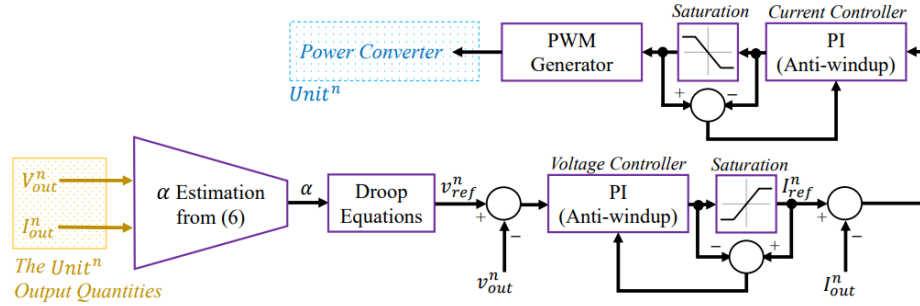 Saturation
Current Controller
Power Converter
PWM
Generator
PI
(Anti-windup)
Unitⁿ
+
−
Vⁿout
Iⁿout
α Estimation
from (6)
α
Droop
Equations
vⁿref
+
−
vⁿout
Voltage Controller
PI
(Anti-windup)
Saturation
−
+
Iⁿref
+
−
Iⁿout
The Unitⁿ
Output Quantities